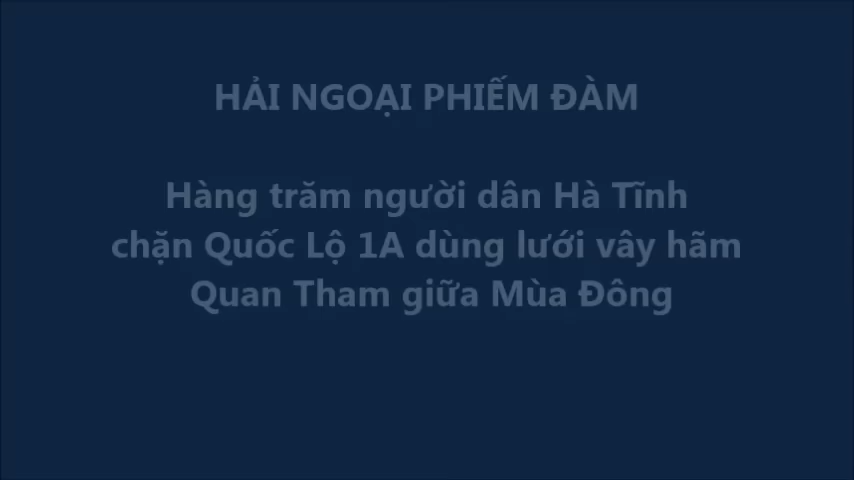 HẢI NGOẠI PHIẾM ĐÀM
Hàng trăm người dân Hà Tĩnh
chặn Quốc Lộ 1A dùng lưới vây hãm
Quan Tham giữa Mùa Đông